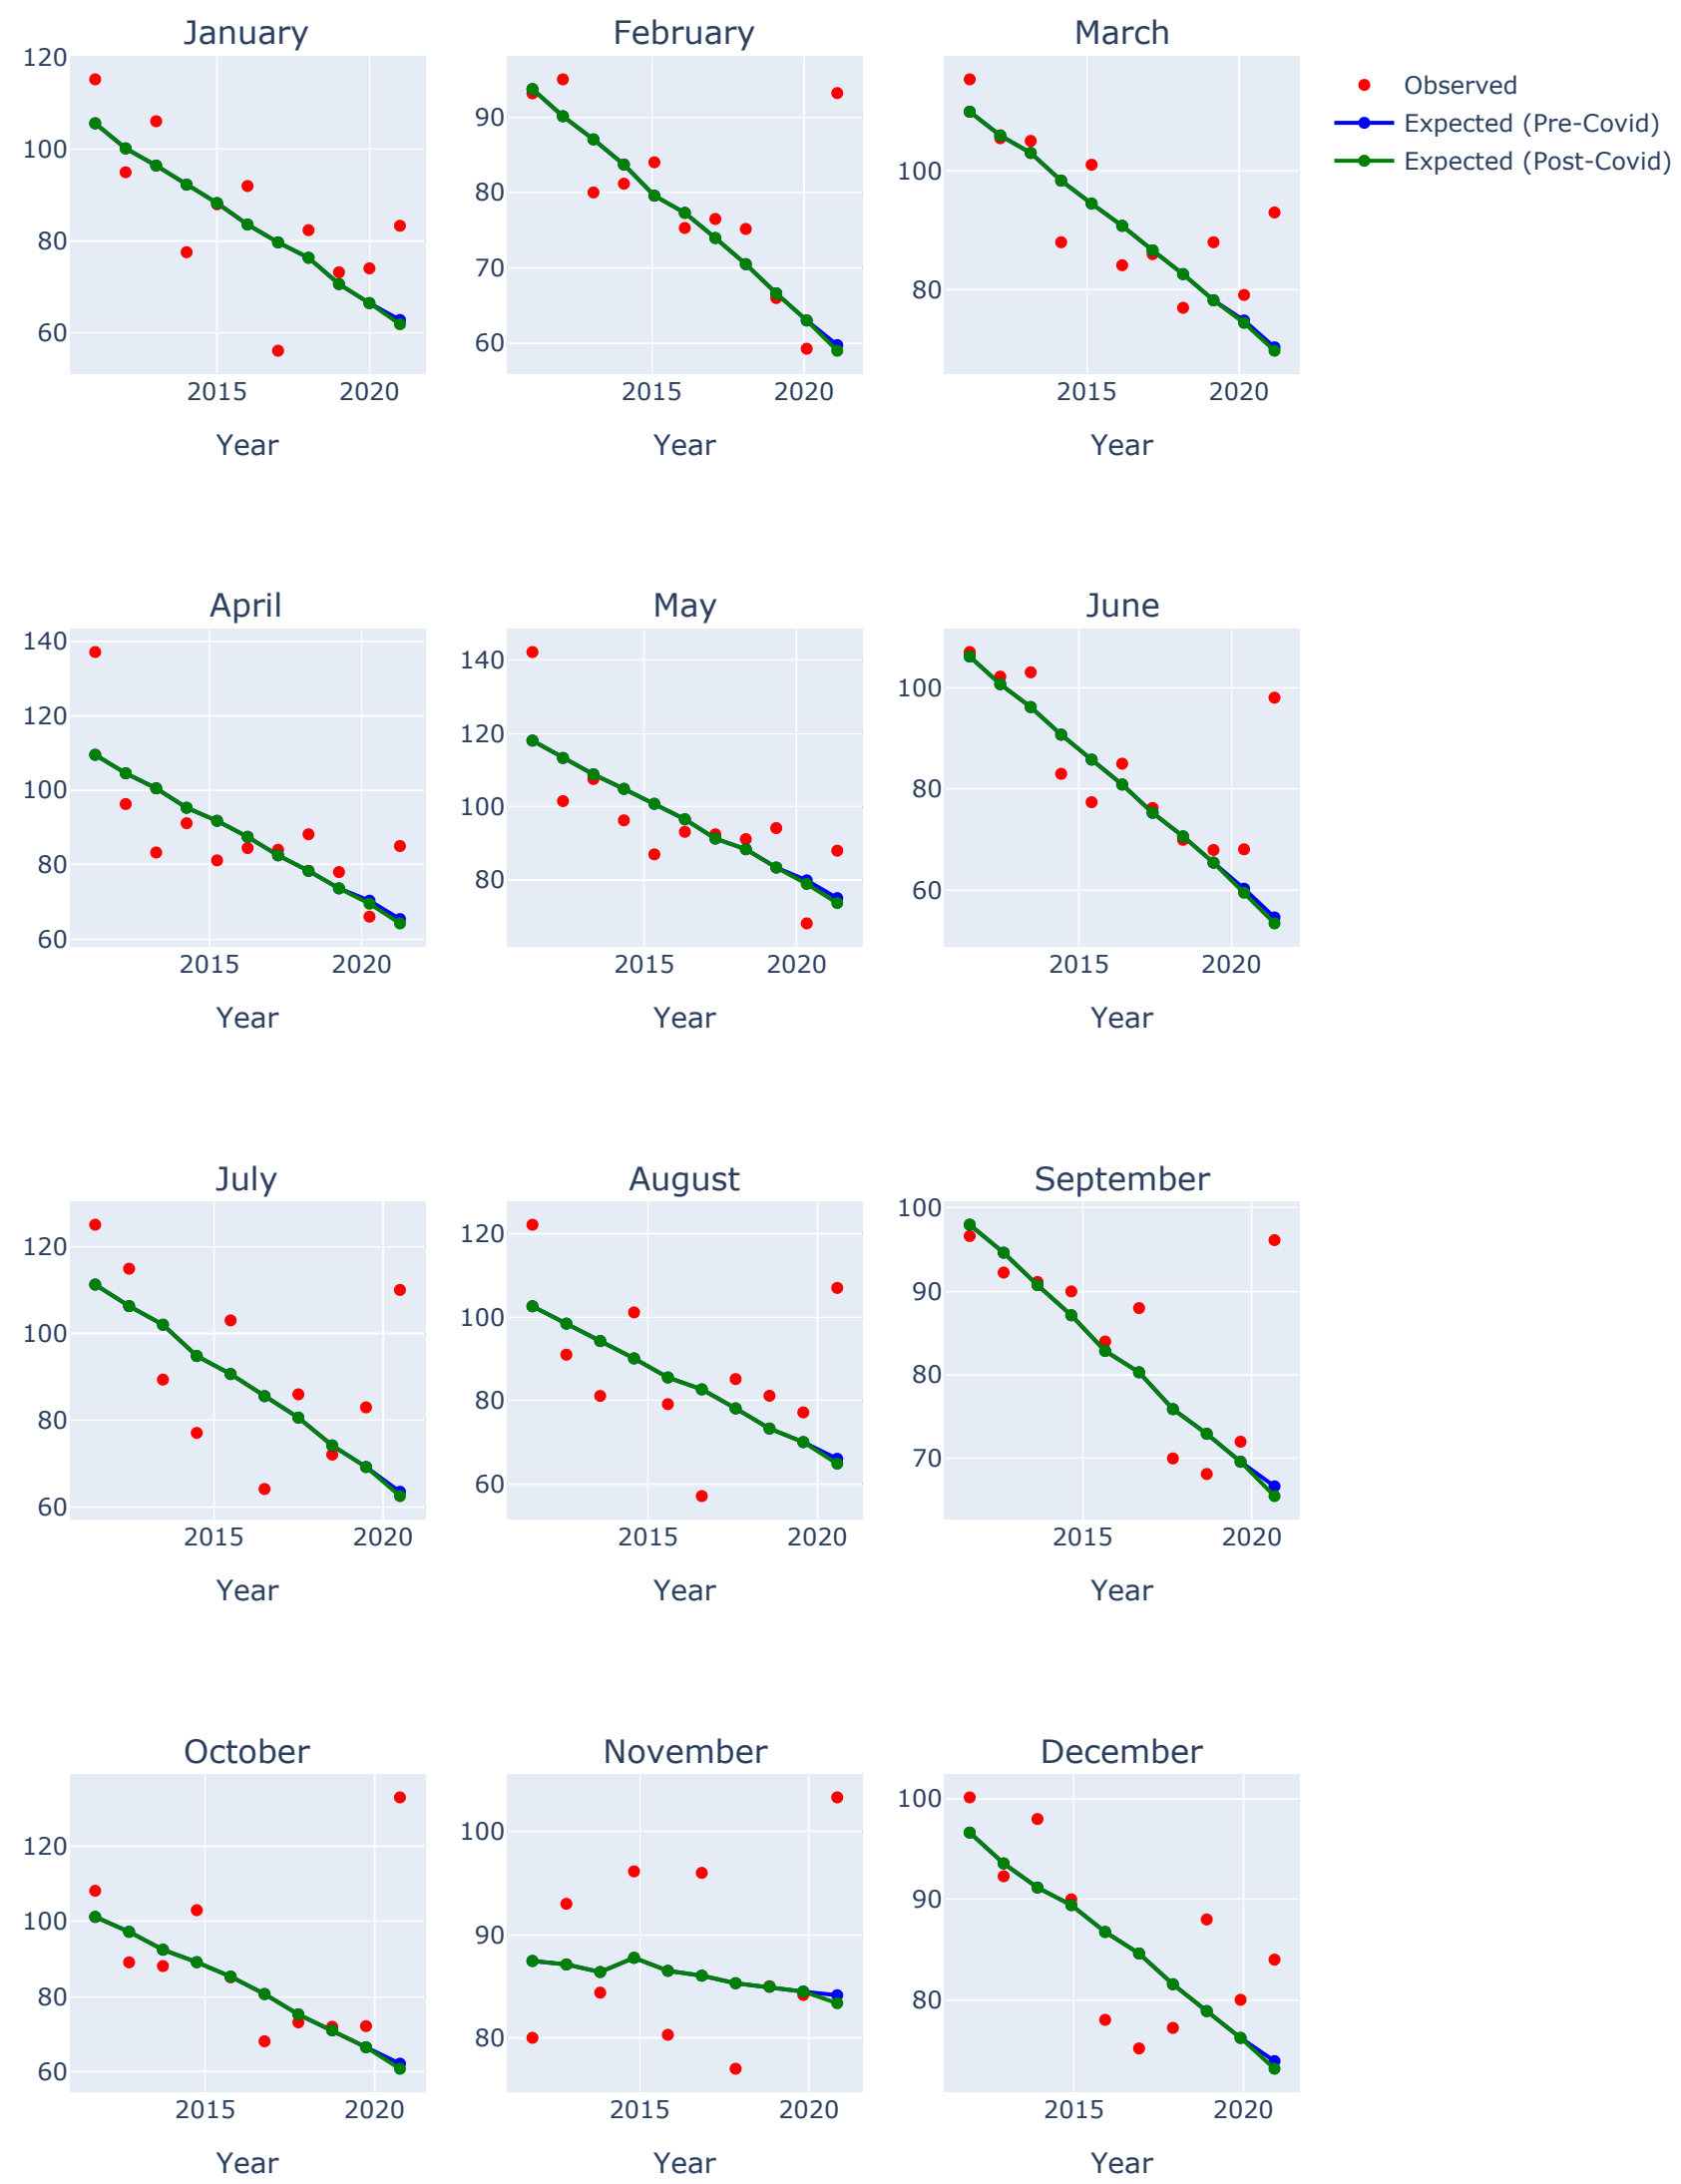 January
February
March
120
100
80
60
2015
2020
Year
90
80
70
60
2015
2020
Year
100
80
2015
2020
Year
Observed
Expected (Pre-Covid)
Expected (Post-Covid)
April
May
June
140
120
100
80
60
2015
2020
Year
140
120
100
80
2015
2020
Year
100
80
60
2015
2020
Year
July
August
September
120
100
80
60
2015
2020
Year
120
100
80
60
2015
2020
Year
100
90
80
70
2015
2020
Year
October
November
December
120
100
80
60
2015
2020
Year
100
90
80
2015
2020
Year
100
90
80
2015
2020
Year